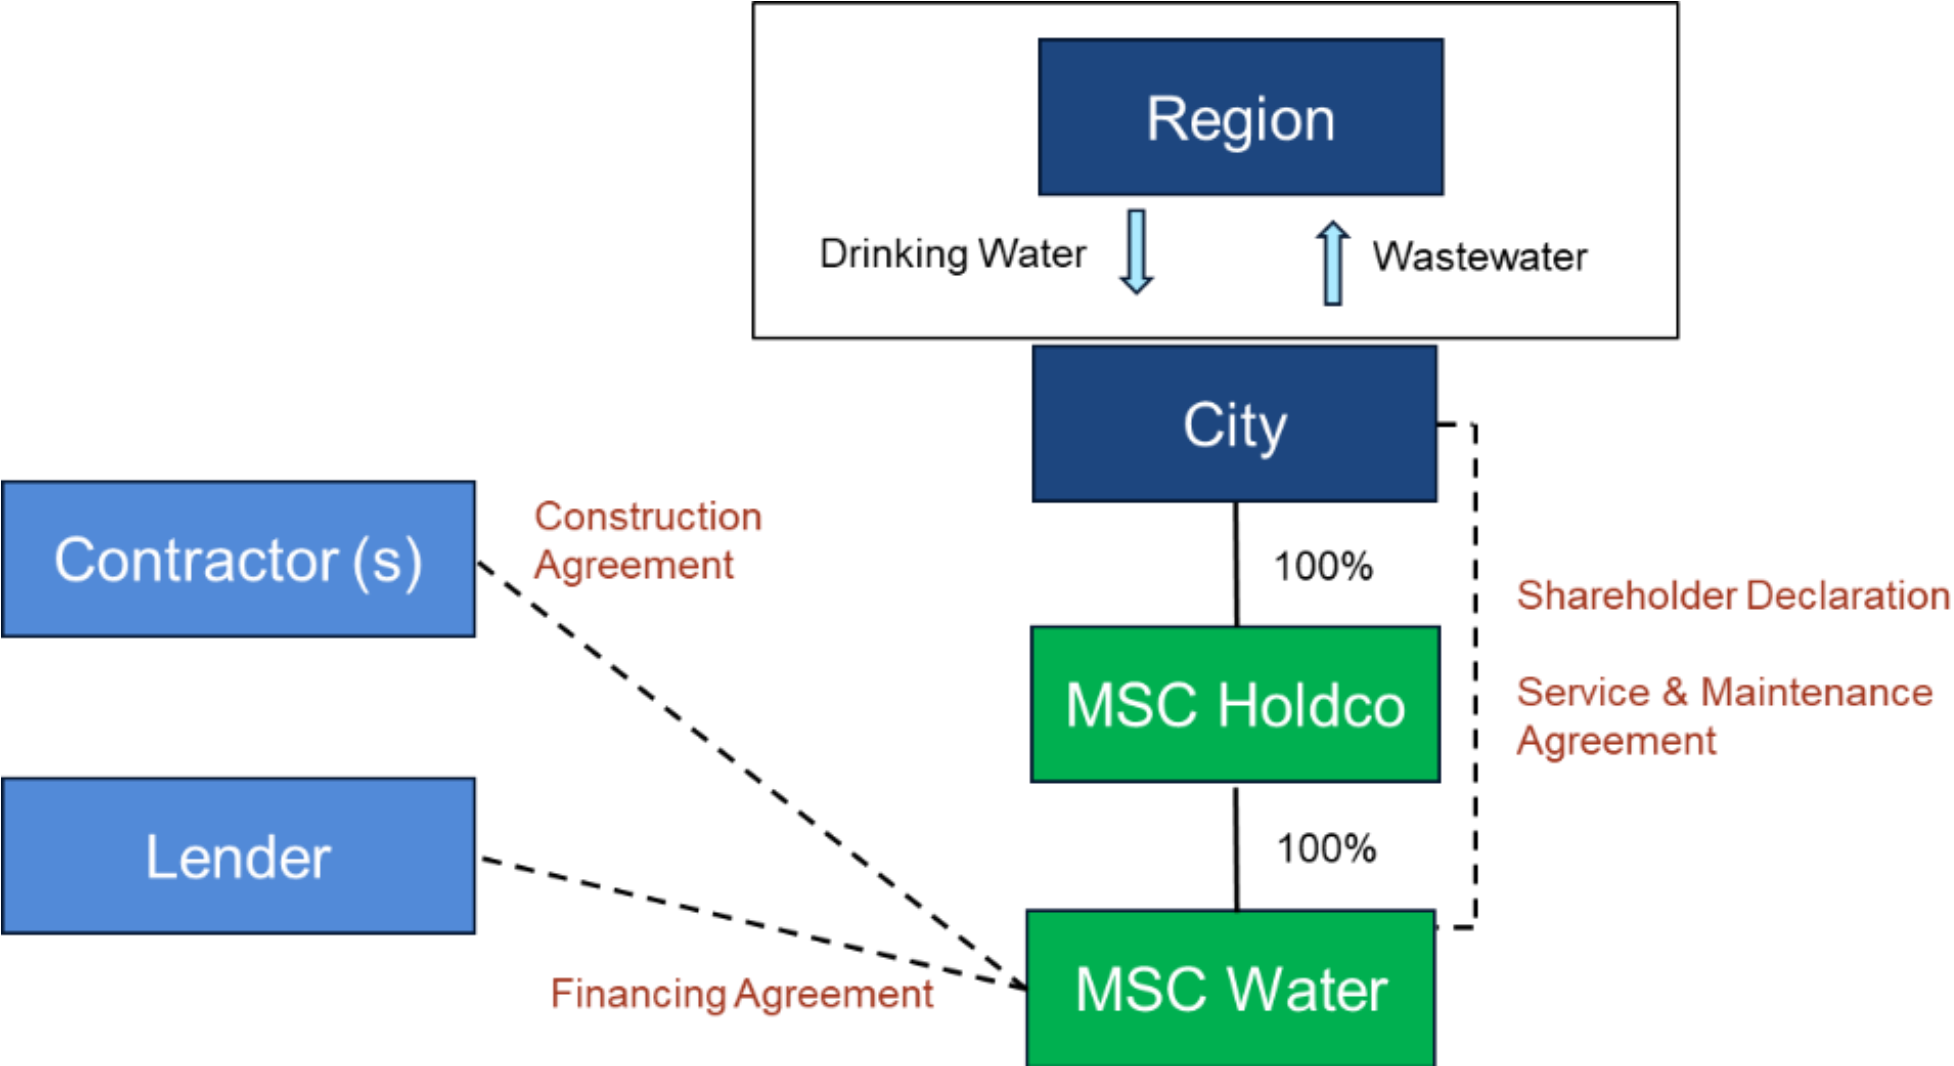 Region
Drinking Water
Wastewater
City
Contractor (s)
Construction
Agreement
100%
Shareholder Declaration
MSC Holdco
Service & Maintenance
Agreement
Lender
100%
Financing Agreement
MSC Water